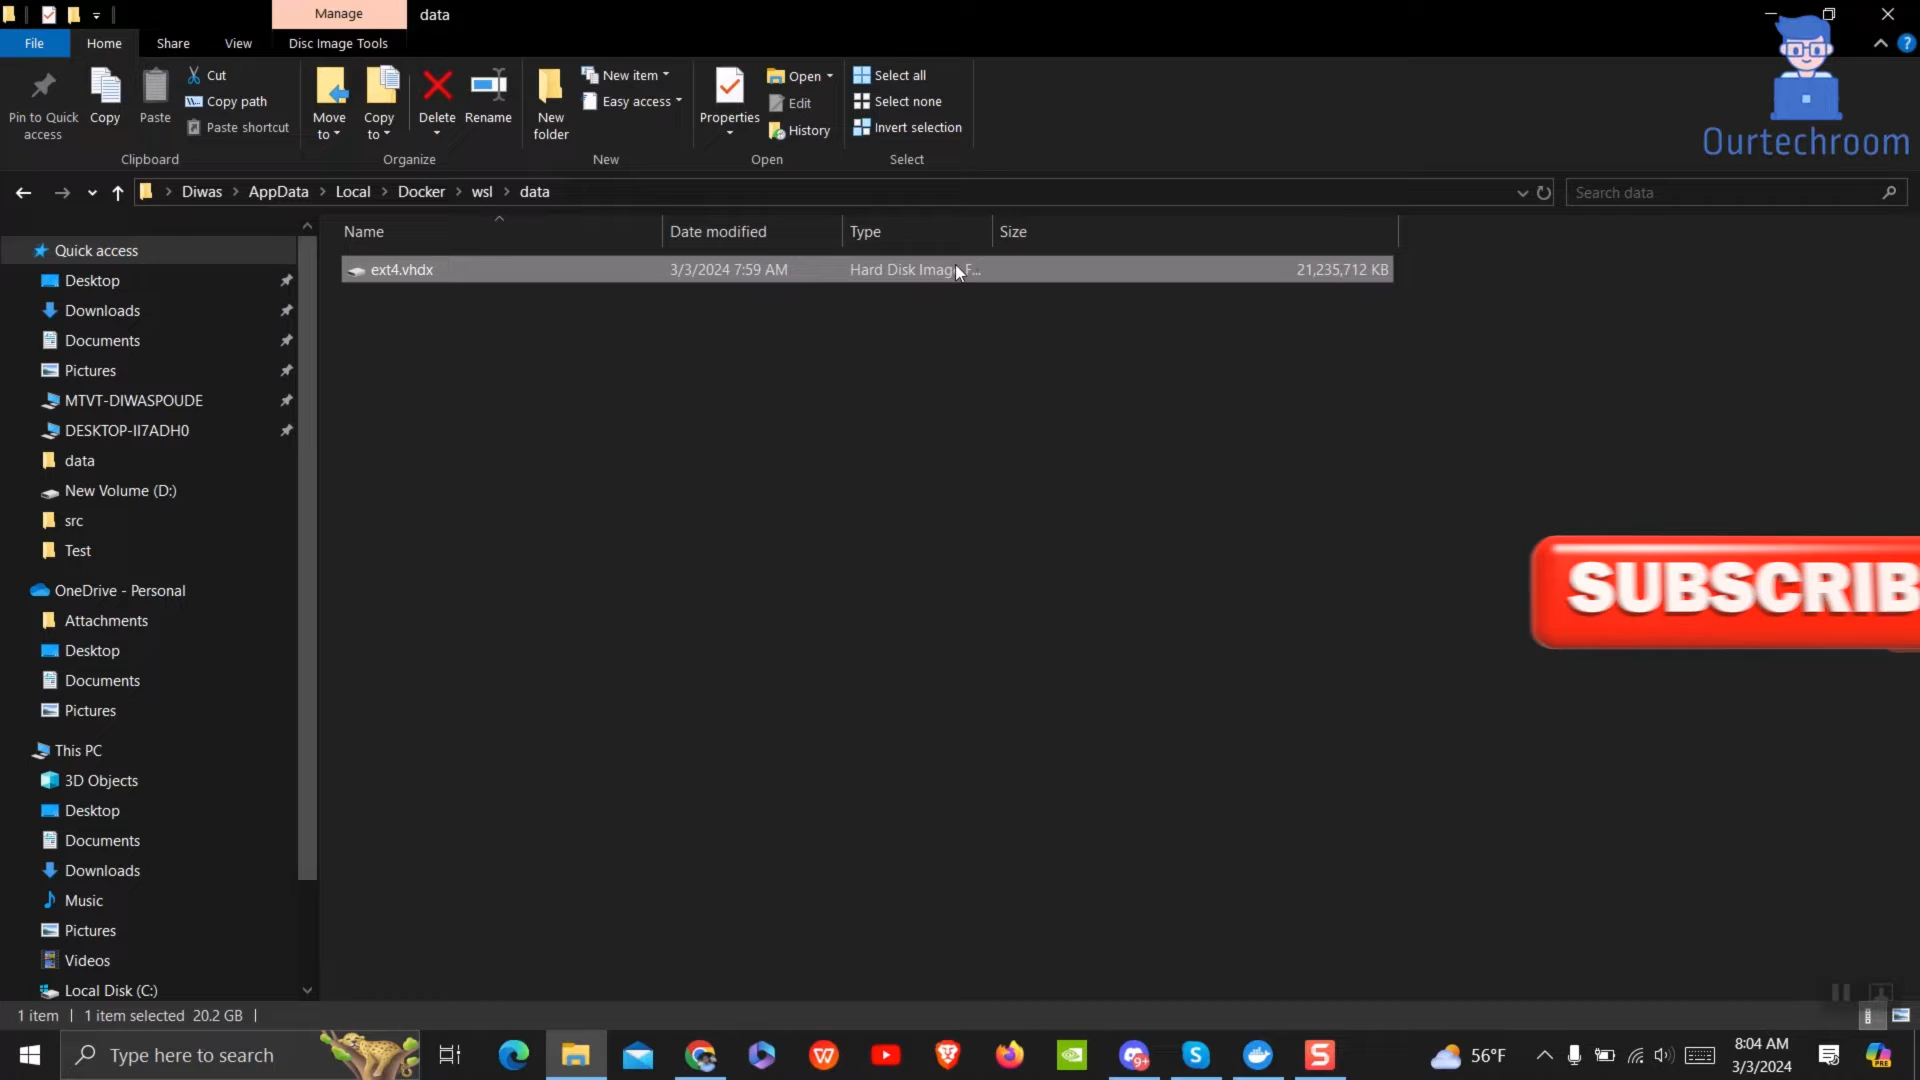 Manage
data
File
Home
Share
View
Disc Image Tools
Pin to Quick access
Copy
Paste
Cut
Copy path
Paste shortcut
Clipboard
Move to
Copy to
Delete
Rename
Organize
New folder
New item
Easy access
New
Properties
Open
Edit
History
Open
Select all
Select none
Invert selection
Select
Ourtechroom
Diwas > AppData > Local > Docker > wsl > data
Search data
Name
Date modified
Type
Size
ext4.vhdx
3/3/2024 7:59 AM
Hard Disk Image F...
21,235,712 KB
Quick access
Desktop
Downloads
Documents
Pictures
MTVT-DIWASPOUDE
DESKTOP-II7ADH0
data
New Volume (D:)
src
Test
OneDrive - Personal
Attachments
Desktop
Documents
Pictures
This PC
3D Objects
Desktop
Documents
Downloads
Music
Pictures
Videos
Local Disk (C:)
SUBSCRIB
1 item
1 item selected 20.2 GB
Type here to search
9+
56°F
8:04 AM
3/3/2024
PRE